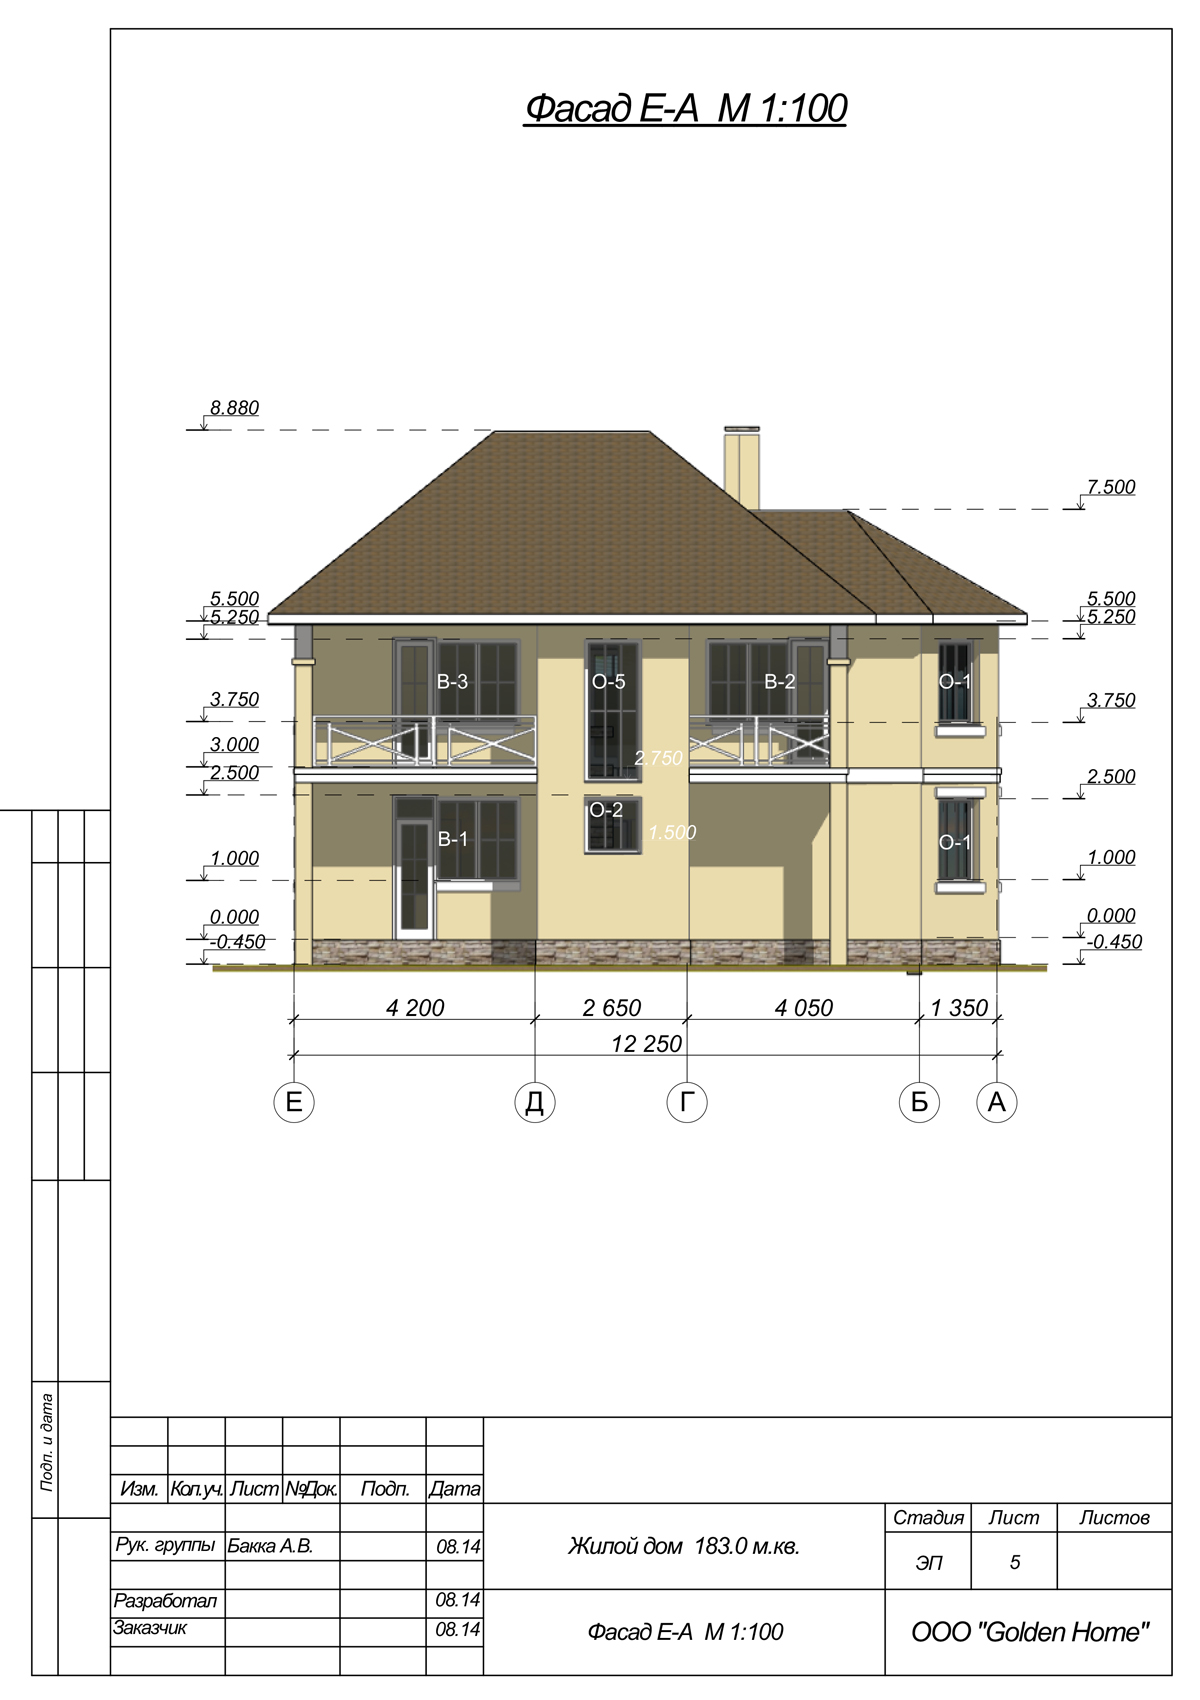 Фасад Е-А М 1:100
8.880
7.500
5.500
5.250
5.500
5.250
В-3
О-5
В-2
О-1
3.750
3.750
3.000
2.750
2.500
2.500
О-2
1.500
В-1
О-1
1.000
1.000
0.000
0.000
-0.450
-0.450
4 200
2 650
4 050
1 350
12 250
Е
Д
Г
Б
А
Подп. и дата
Изм. Кол.уч. Лист №Док. Подп. Дата
Рук. группы Бакка А.В. 08.14
Разработал 08.14
Заказчик 08.14
Жилой дом 183.0 м.кв.
Стадия Лист Листов
ЭП 5
Фасад Е-А М 1:100
ООО "Golden Home"